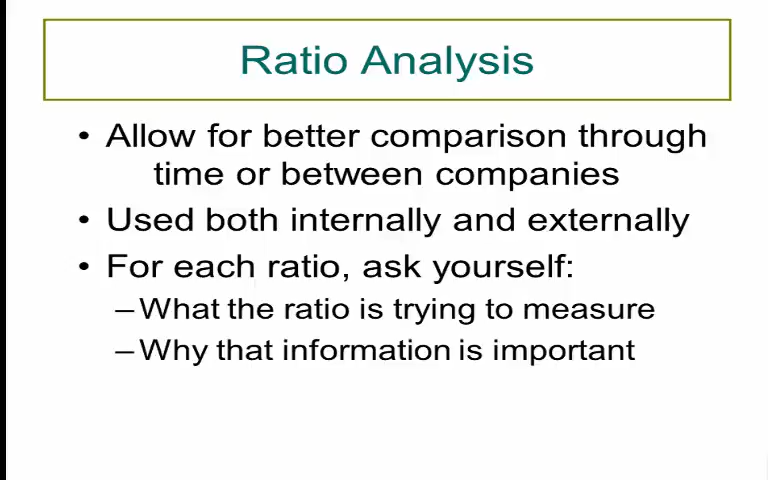 Ratio Analysis
• Allow for better comparison through
time or between companies
• Used both internally and externally
• For each ratio, ask yourself:
– What the ratio is trying to measure
– Why that information is important